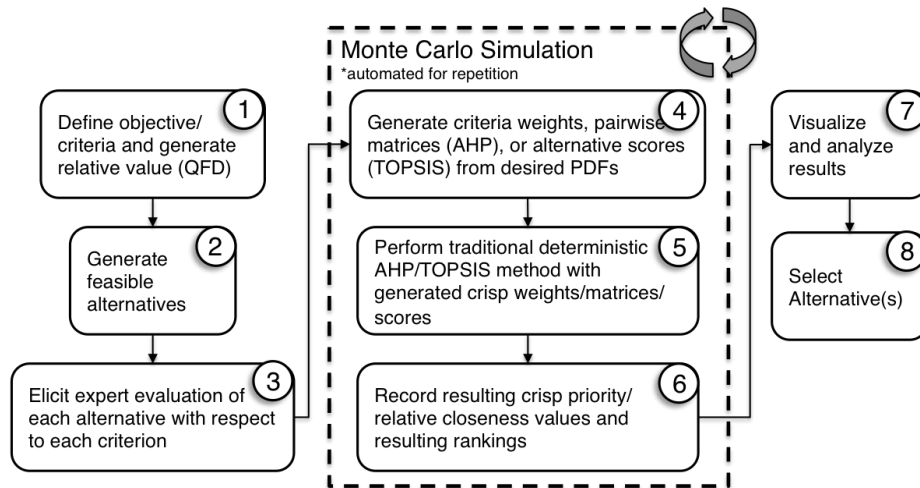 Monte Carlo Simulation
*automated for repetition
1
Define objective/
criteria and generate
relative value (QFD)
2
Generate
feasible
alternatives
3
Elicit expert evaluation of
each alternative with respect
to each criterion
4
Generate criteria weights, pairwise
matrices (AHP), or alternative scores
(TOPSIS) from desired PDFs
5
Perform traditional deterministic
AHP/TOPSIS method with
generated crisp weights/matrices/
scores
6
Record resulting crisp priority/
relative closeness values and
resulting rankings
7
Visualize
and analyze
results
8
Select
Alternative(s)